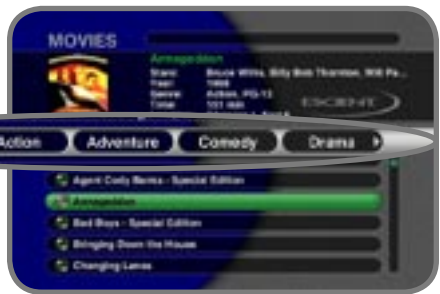 MOVIES
Armageddon
Stars: Bruce Willis, Billy Bob Thornton, Will Pa...
Year: 1998
Genre: Action, PG-13
Time: 151 min
ESCIENT
Action Adventure Comedy Drama
Agent Cody Banks - Special Edition
Armageddon
Bad Boys - Special Edition
Bringing Down the House
Changing Lanes